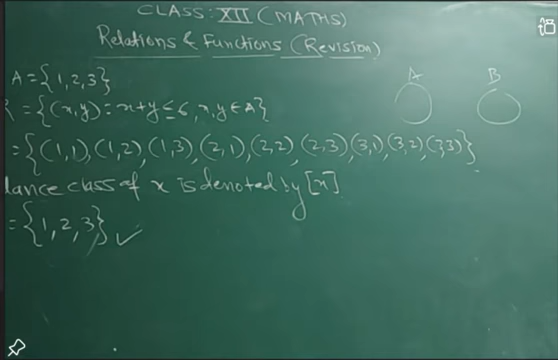 CLASS: XII (MATHS)
Relations & Functions (Revision)
A = {1,2,3}
A B
= {(x,y) = x+y ≤ 6, x,y ∈ A}
= {(1,1),(1,2),(1,3),(2,1),(2,2),(2,3),(3,1),(3,2),(3,3)}
lance class of x is denoted by [x].
= {1,2,3} ✓